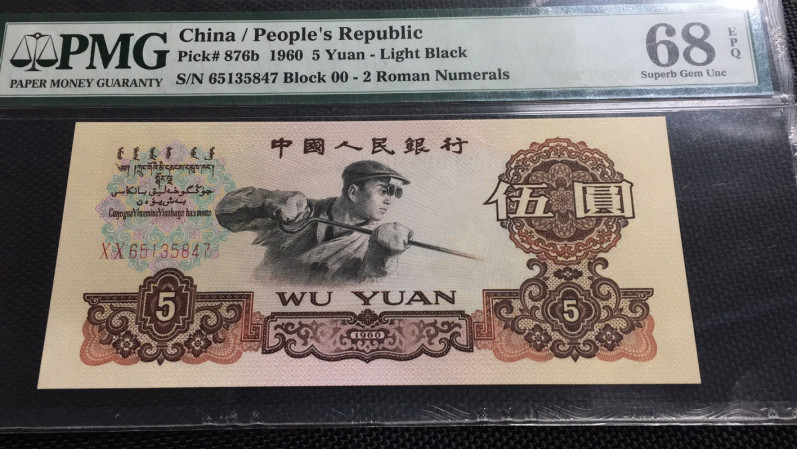 PMG
PAPER MONEY GUARANTY
China / People's Republic
Pick# 876b 1960 5 Yuan - Light Black
S/N 65135847 Block 00 - 2 Roman Numerals
68
EPQ
Superb Gem Unc
中國人民銀行
伍圓
XX 65135847
WU YUAN
5
1960
5